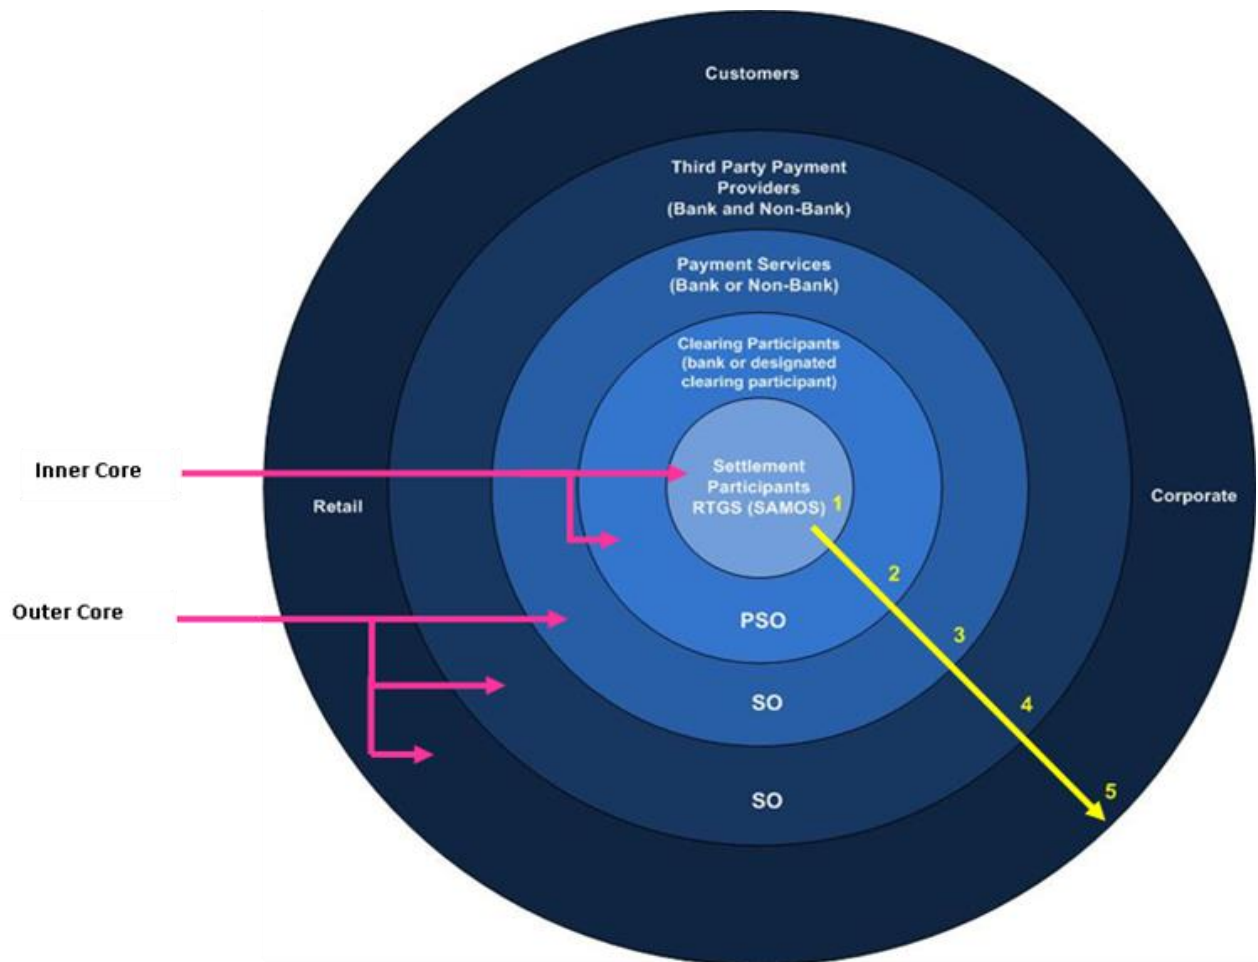 Customers
Third Party Payment
Providers
(Bank and Non-Bank)
Payment Services
(Bank or Non-Bank)
Clearing Participants
(bank or designated
clearing participant)
Inner Core
Settlement
Participants
RTGS (SAMOS)
1
Retail
Corporate
2
Outer Core
PSO
3
SO
4
5
SO